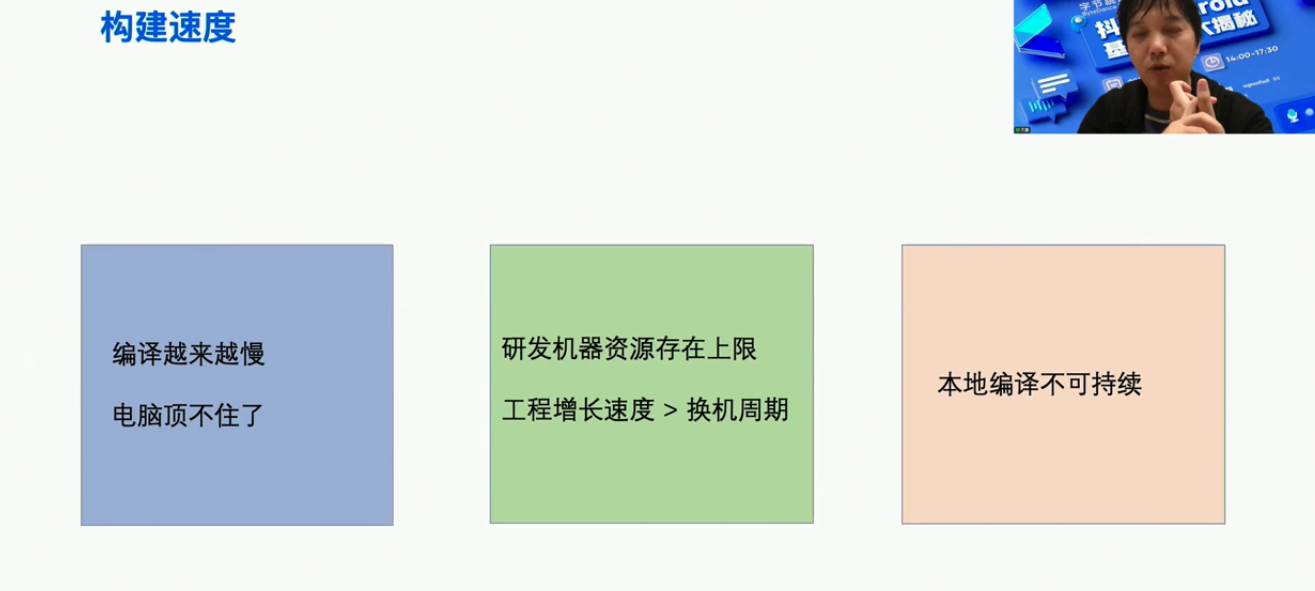 构建速度
字节跳
ByteDance
抖
roid
基
大揭秘
14:00-17:30
编译越来越慢
电脑顶不住了
研发机器资源存在上限
工程增长速度 > 换机周期
本地编译不可持续